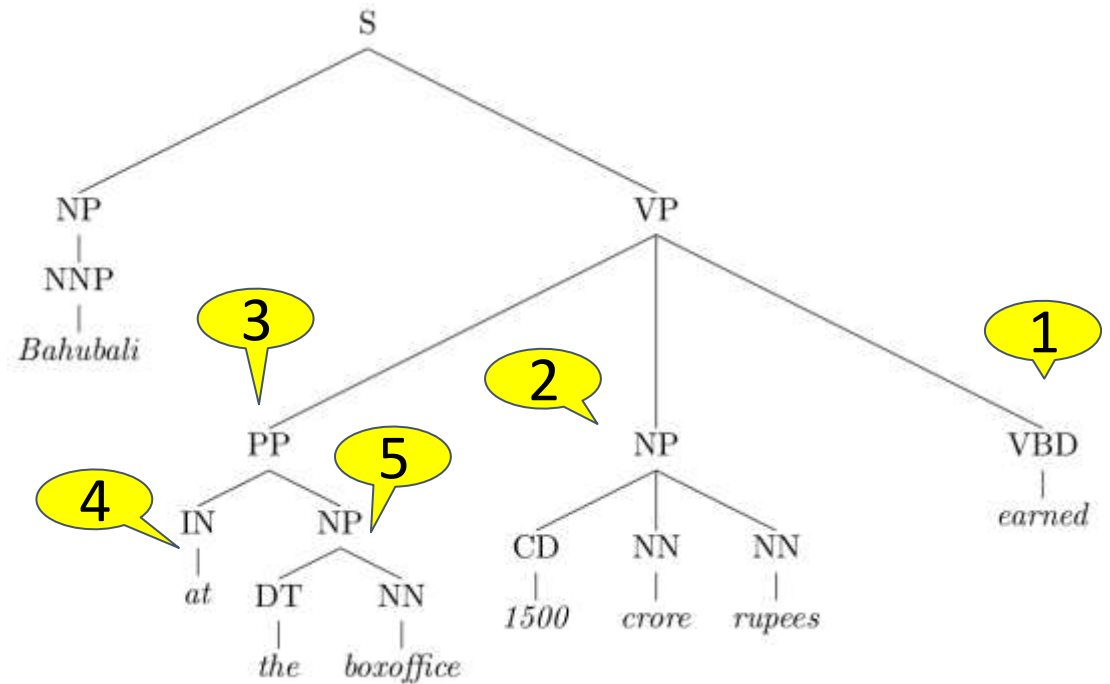 S
NP VP
NNP
Bahubali
3
1
2
PP NP VBD
5
4
IN NP
earned
CD NN NN
at DT NN
1500 crore rupees
the boxoffice